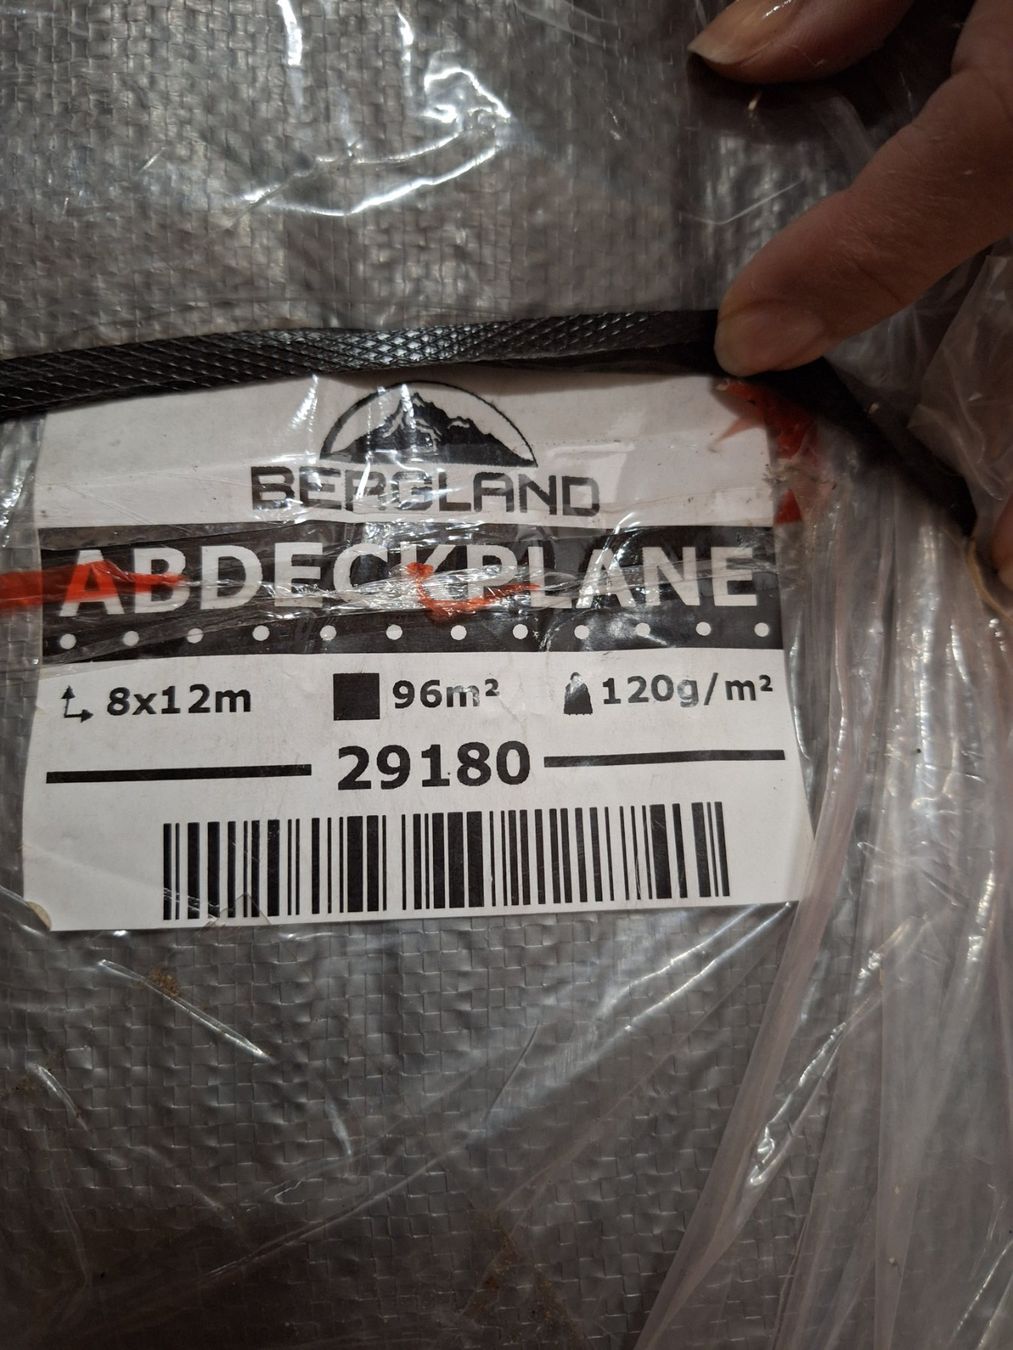 BERGLAND
ABDECKPLANE
8x12m 96m² 120g/m²
29180